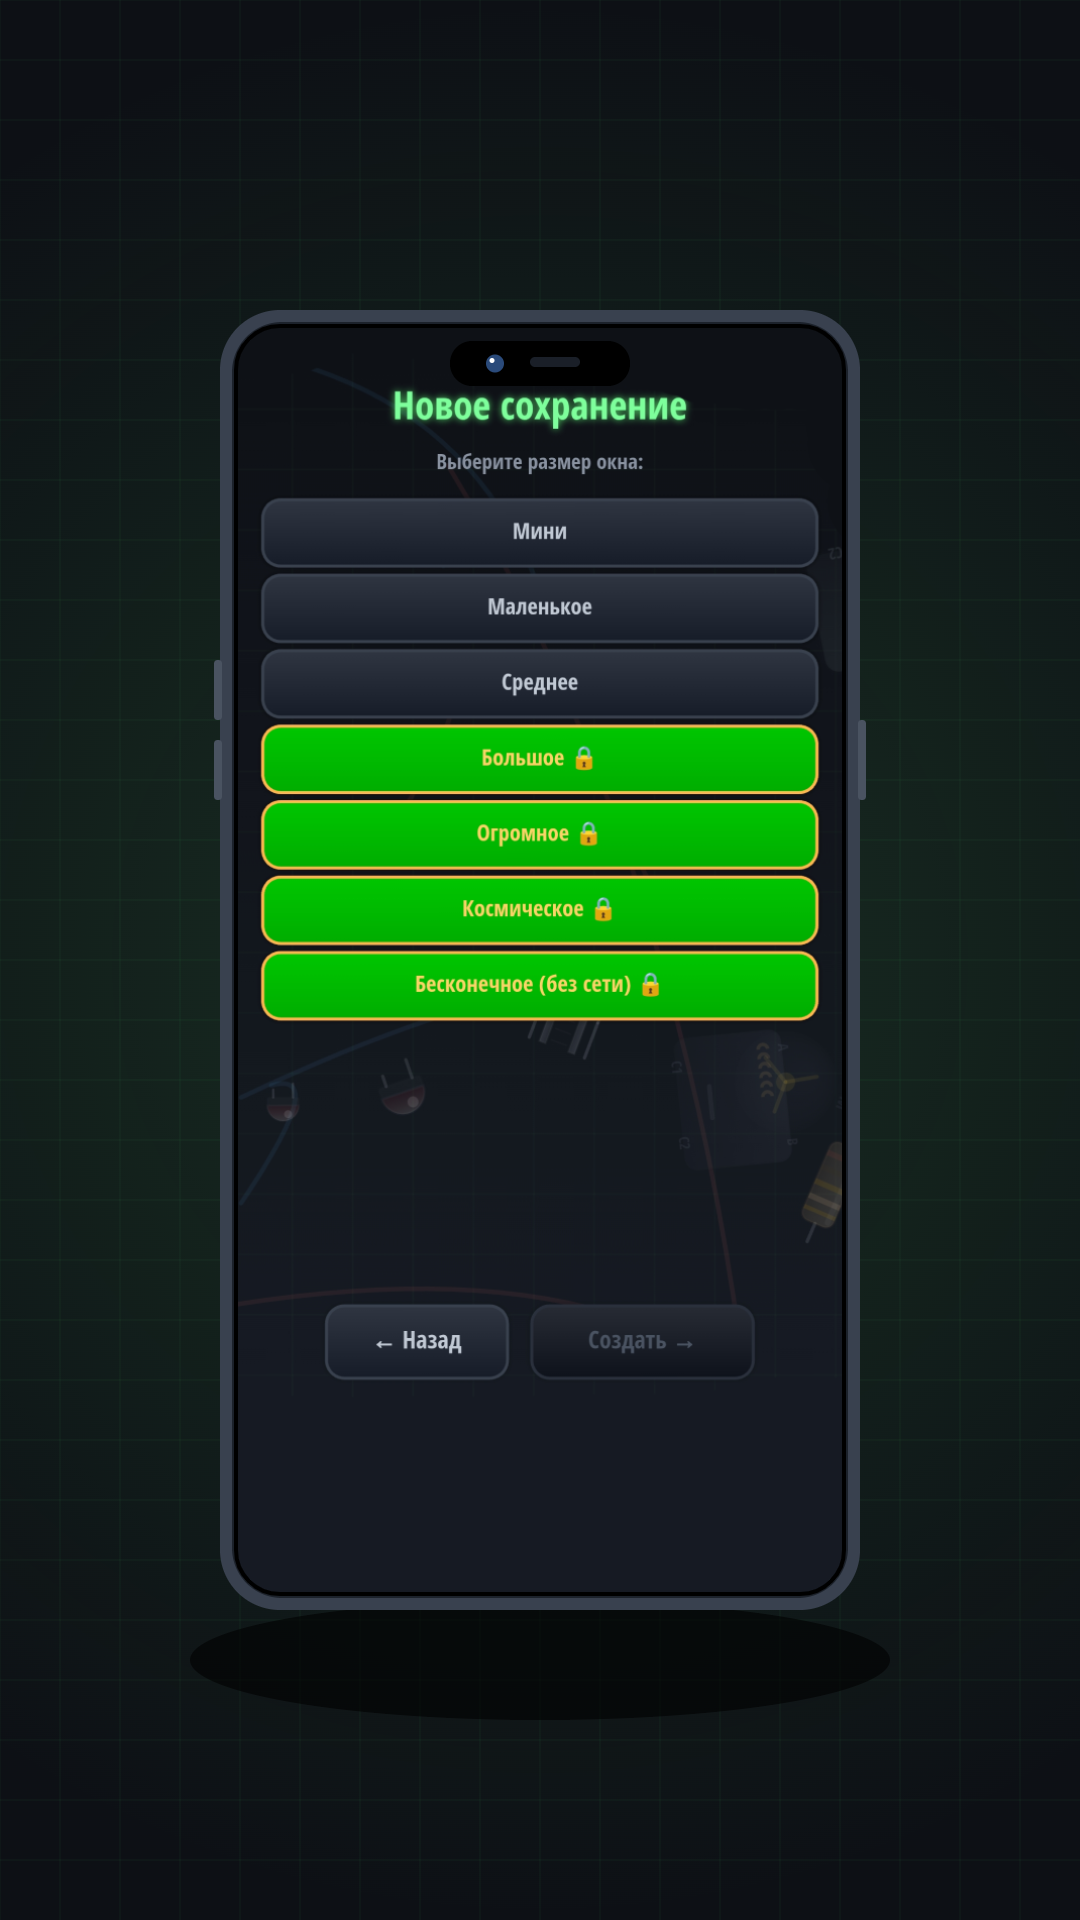 Новое сохранение
Выберите размер окна:
Мини
Маленькое
Среднее
Большое 🔒
Огромное 🔒
Космическое 🔒
Бесконечное (без сети) 🔒
← Назад
Создать →